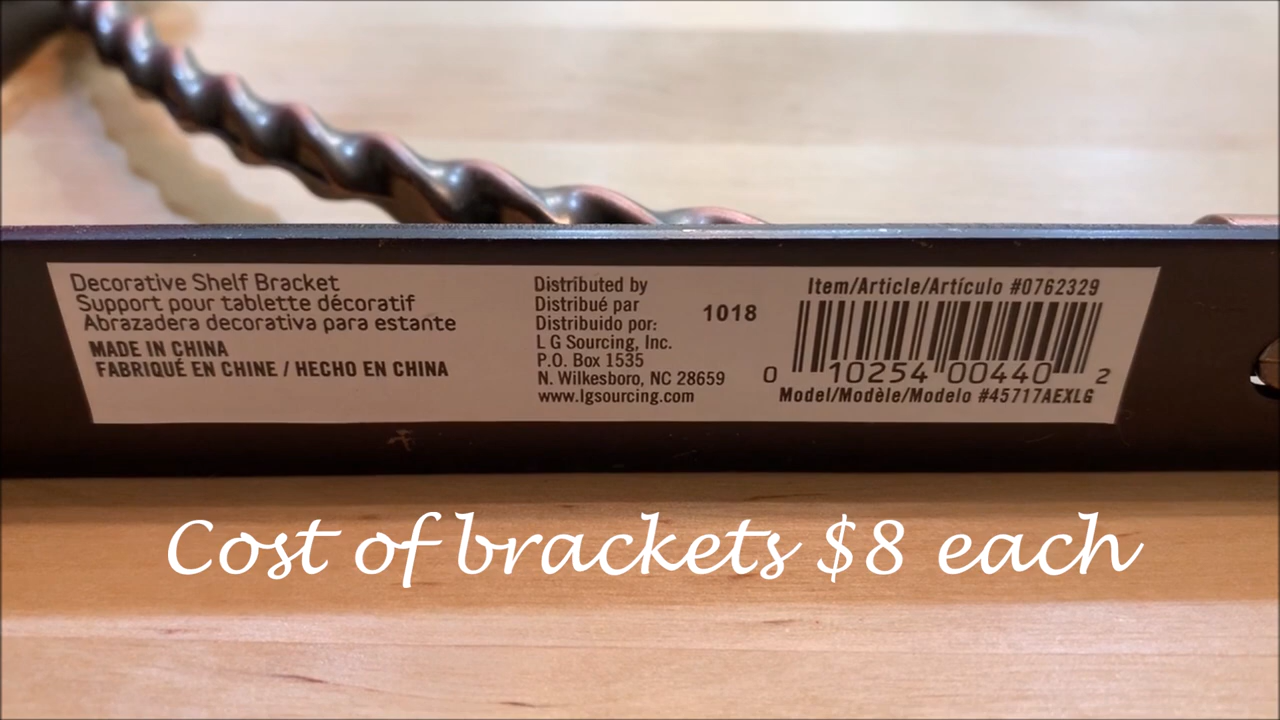 Decorative Shelf Bracket
Support pour tablette décoratif
Abrazadera decorativa para estante
MADE IN CHINA
FABRIQUÉ EN CHINE / HECHO EN CHINA
Distributed by
Distribué par
Distribuido por:
L G Sourcing, Inc.
P.O. Box 1535
N. Wilkesboro, NC 28659
www.lgsourcing.com
1018
Item/Article/Artículo #0762329
0 10254 00440 2
Model/Modèle/Modelo #45717AEXLG
Cost of brackets $8 each